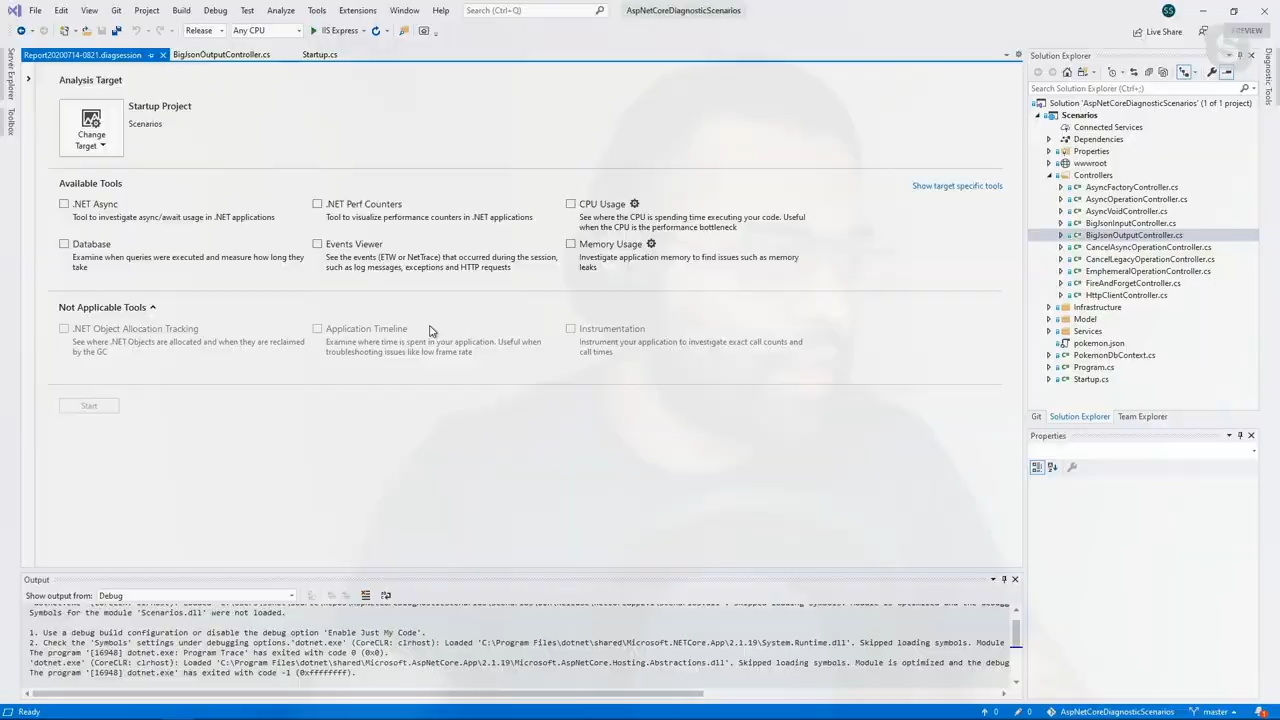 File Edit View Git Project Build Debug Test Analyze Tools Extensions Window Help Search (Ctrl+Q) AspNetCoreDiagnosticScenarios SS
Release Any CPU IIS Express Live Share PREVIEW
Report20200714-0821.diagsession BigJsonOutputController.cs Startup.cs
Server Explorer
Toolbox
Analysis Target
Change
Target
Startup Project
Scenarios
Available Tools
Show target specific tools
.NET Async
Tool to investigate async/await usage in .NET applications
.NET Perf Counters
Tool to visualize performance counters in .NET applications
CPU Usage
See where the CPU is spending time executing your code. Useful
when the CPU is the performance bottleneck
Database
Examine when queries were executed and measure how long they
take
Events Viewer
See the events (ETW or NetTrace) that occurred during the session,
such as log messages, exceptions and HTTP requests
Memory Usage
Investigate application memory to find issues such as memory
leaks
Not Applicable Tools
.NET Object Allocation Tracking
See where .NET Objects are allocated and when they are reclaimed
by the GC
Application Timeline
Examine where time is spent in your application. Useful when
troubleshooting issues like low frame rate
Instrumentation
Instrument your application to investigate exact call counts and
call times
Start
Solution Explorer
Search Solution Explorer (Ctrl+;)
Solution 'AspNetCoreDiagnosticScenarios' (1 of 1 project)
Scenarios
Connected Services
Dependencies
Properties
wwwroot
Controllers
AsyncFactoryController.cs
AsyncOperationController.cs
AsyncVoidController.cs
BigJsonInputController.cs
BigJsonOutputController.cs
CancelAsyncOperationController.cs
CancelLegacyOperationController.cs
EmphemeralOperationController.cs
FireAndForgetController.cs
HttpClientController.cs
Infrastructure
Model
Services
pokemon.json
PokemonDbContext.cs
Program.cs
Startup.cs
Git Solution Explorer Team Explorer
Properties
Diagnostic Tools
Output
Show output from: Debug
Symbols for the module 'Scenarios.dll' were not loaded.
1. Use a debug build configuration or disable the debug option 'Enable Just My Code'.
2. Check the 'Symbols' settings under debugging options.'dotnet.exe' (CoreCLR: clrhost): Loaded 'C:\Program Files\dotnet\shared\Microsoft.NETCore.App\2.1.19\System.Runtime.dll'. Skipped loading symbols. Module
The program '[16948] dotnet.exe: Program Trace' has exited with code 0 (0x0).
'dotnet.exe' (CoreCLR: clrhost): Loaded 'C:\Program Files\dotnet\shared\Microsoft.AspNetCore.App\2.1.19\Microsoft.AspNetCore.Hosting.Abstractions.dll'. Skipped loading symbols. Module is optimized and the debug
The program '[16948] dotnet.exe' has exited with code -1 (0xffffffff).
Ready 0 0 AspNetCoreDiagnosticScenarios master 1